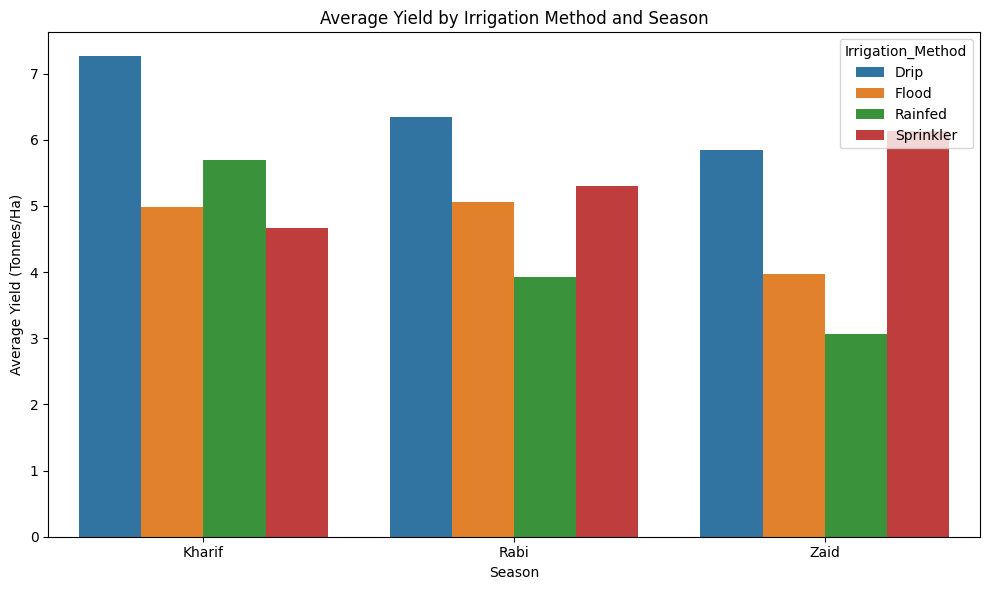 Average Yield by Irrigation Method and Season
Irrigation_Method
Drip
Flood
Rainfed
Sprinkler
Average Yield (Tonnes/Ha)
7
6
5
4
3
2
1
0
Kharif
Rabi
Zaid
Season